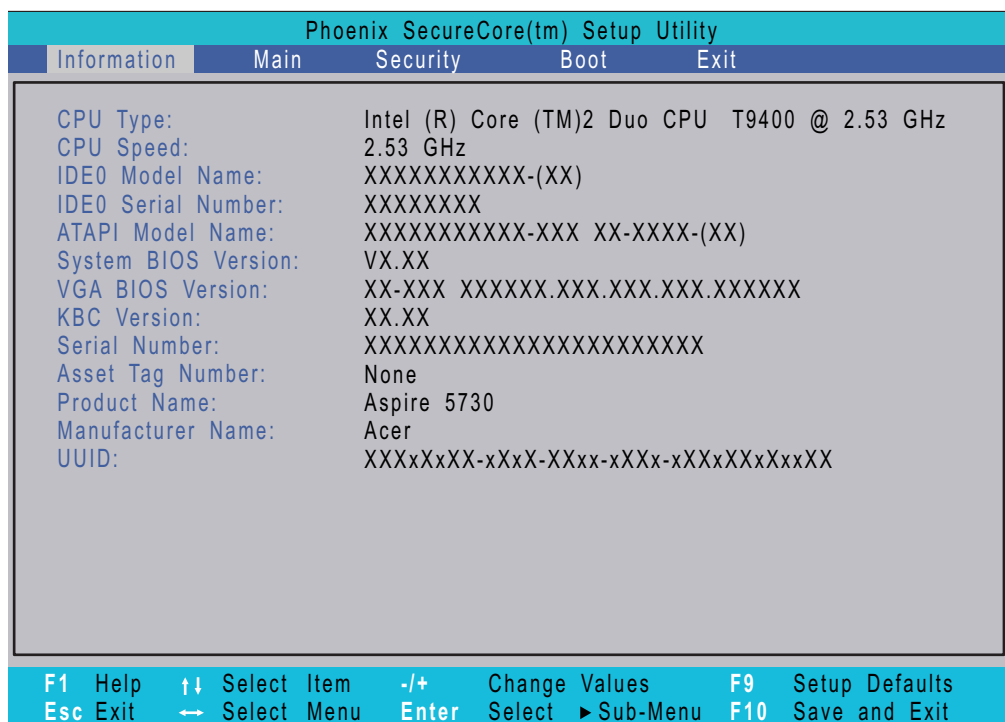 Phoenix SecureCore(tm) Setup Utility
Information Main Security Boot Exit
CPU Type: Intel (R) Core (TM)2 Duo CPU T9400 @ 2.53 GHz
CPU Speed: 2.53 GHz
IDE0 Model Name: XXXXXXXXXXX-(XX)
IDE0 Serial Number: XXXXXXXX
ATAPI Model Name: XXXXXXXXXXX-XXX XX-XXXX-(XX)
System BIOS Version: VX.XX
VGA BIOS Version: XX-XXX XXXXXX.XXX.XXX.XXX.XXXXXX
KBC Version: XX.XX
Serial Number: XXXXXXXXXXXXXXXXXXXXXXX
Asset Tag Number: None
Product Name: Aspire 5730
Manufacturer Name: Acer
UUID: XXXxXxXX-xXxX-XXxx-xXXx-xXXxXXxXxxXX
F1 Help ↑↓ Select Item -/+ Change Values F9 Setup Defaults
Esc Exit ↔ Select Menu Enter Select ►Sub-Menu F10 Save and Exit